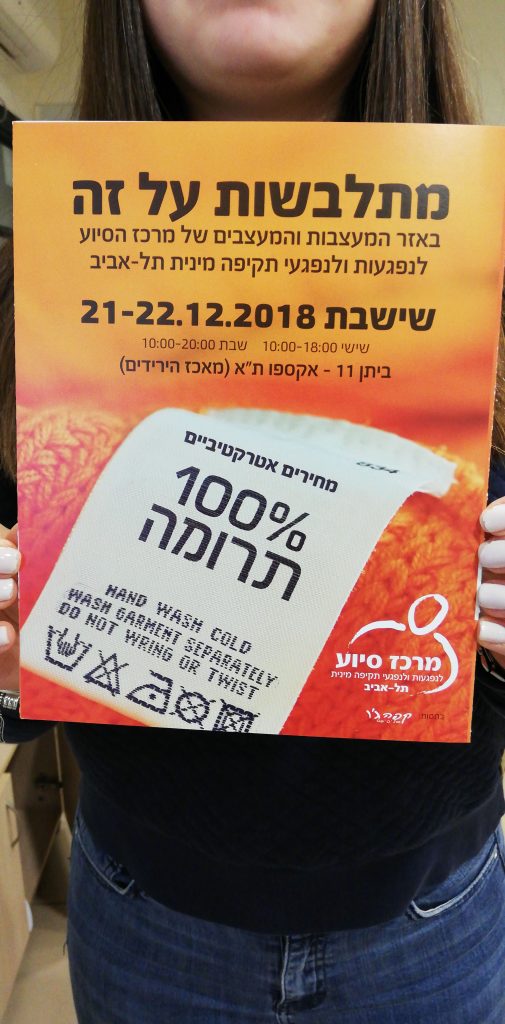 מתלבשות על זה
באזר המעצבות והמעצבים של מרכז הסיוע
לנפגעות ולנפגעי תקיפה מינית תל-אביב
שישבת 21-22.12.2018
שישי 10:00-18:00 שבת 10:00-20:00
ביתן 11 - אקספו ת"א (מאכז הירידים)
834
מחירים אטרקטיביים
100%
תרומה
HAND WASH COLD
WASH GARMENT SEPARATELY
DO NOT WRING OR TWIST
מרכז סיוע
לנפגעות ולנפגעי תקיפה מינית
תל-אביב
בחסות: